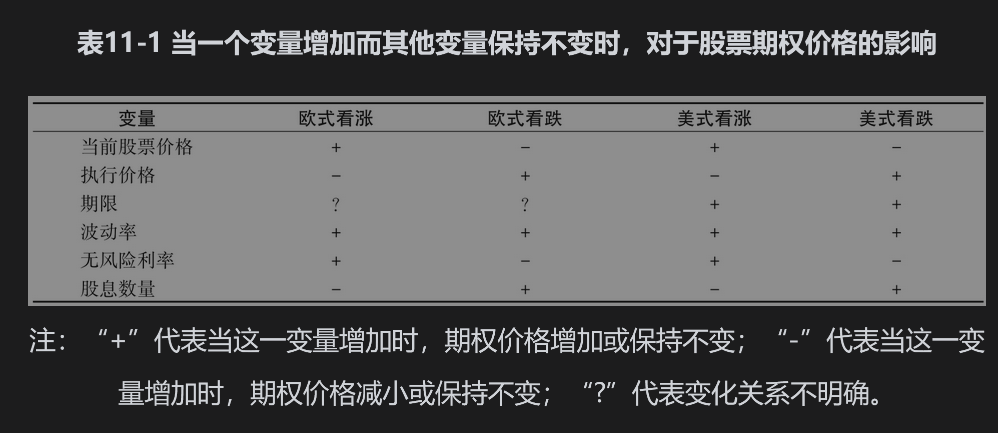 表11-1 当一个变量增加而其他变量保持不变时，对于股票期权价格的影响
变量 欧式看涨 欧式看跌 美式看涨 美式看跌
当前股票价格 + − + −
执行价格 − + − +
期限 ? ? + +
波动率 + + + +
无风险利率 + − + −
股息数量 − + − +
注：“+”代表当这一变量增加时，期权价格增加或保持不变；“-”代表当这一变
量增加时，期权价格减小或保持不变；“?”代表变化关系不明确。